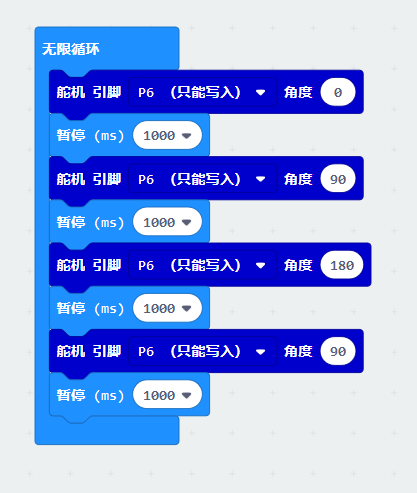 无限循环
舵机 引脚 P6 (只能写入) 角度 0
暂停 (ms) 1000
舵机 引脚 P6 (只能写入) 角度 90
暂停 (ms) 1000
舵机 引脚 P6 (只能写入) 角度 180
暂停 (ms) 1000
舵机 引脚 P6 (只能写入) 角度 90
暂停 (ms) 1000